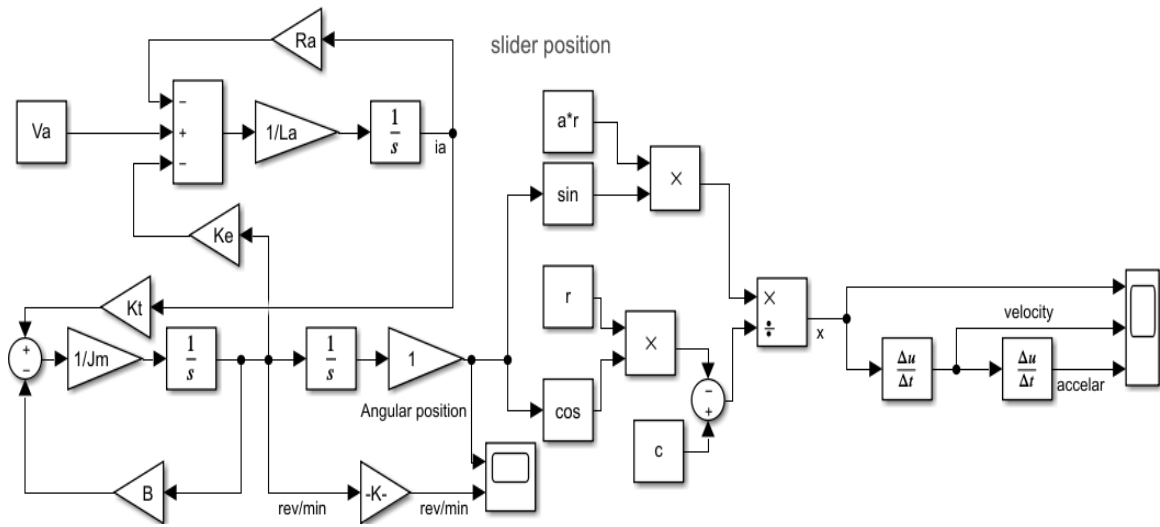 slider position
Ra
Va
−
+
−
1/La
1
s
ia
a*r
sin
×
Ke
Kt
r
×
×
÷
x
velocity
+
−
1/Jm
1
s
1
s
1
Angular position
cos
−
+
c
Δu
Δt
Δu
Δt
accelar
B
rev/min
-K-
rev/min